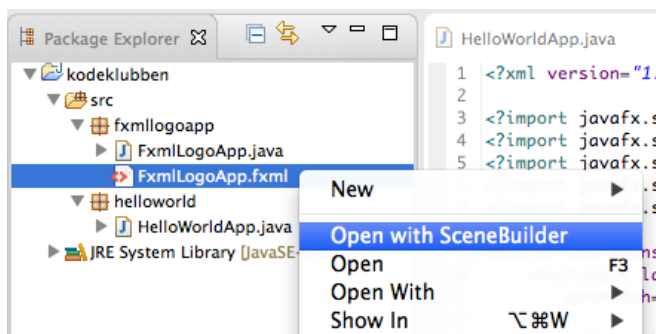 Package Explorer
HelloWorldApp.java
kodeklubben
src
fxmllogoapp
FxmlLogoApp.java
FxmlLogoApp.fxml
helloworld
HelloWorldApp.java
JRE System Library [JavaSE-
1 <?xml version="1.
2
3 <?import javafx.s
4 <?import javafx.s
5 <?import javafx.s
New
Open with SceneBuilder
Open F3
Open With
Show In ⌥⌘W